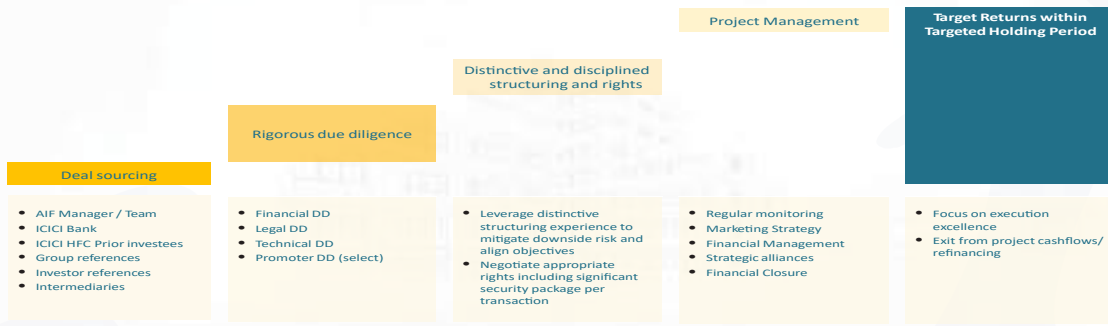 Project Management
Target Returns within
Targeted Holding Period
Distinctive and disciplined
structuring and rights
Rigorous due diligence
Deal sourcing
• AIF Manager / Team
• ICICI Bank
• ICICI HFC Prior investees
• Group references
• Investor references
• Intermediaries
• Financial DD
• Legal DD
• Technical DD
• Promoter DD (select)
• Leverage distinctive
structuring experience to
mitigate downside risk and
align objectives
• Negotiate appropriate
rights including significant
security package per
transaction
• Regular monitoring
• Marketing Strategy
• Financial Management
• Strategic alliances
• Financial Closure
• Focus on execution
excellence
• Exit from project cashflows/
refinancing